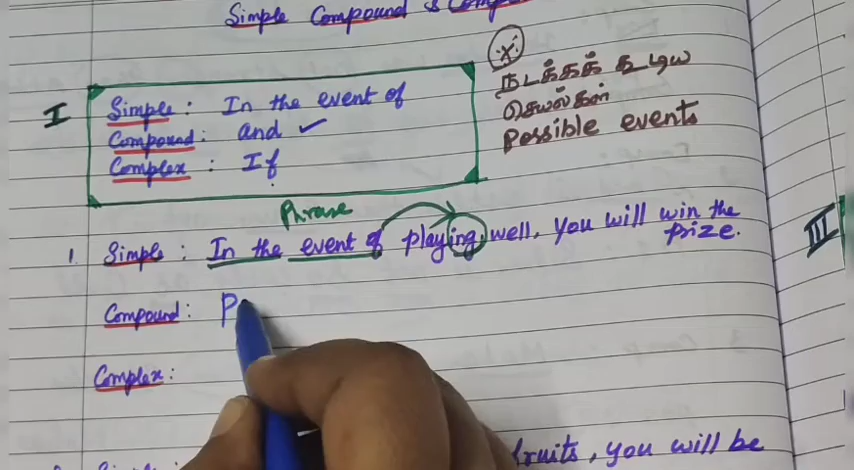 Simple Compound &
I
Simple : In the event of
Compound : and ✓
Complex : If
நடக்கக் கூடிய
செயல்கள்
Possible events
Phrase
1. Simple : In the event of playing well, you will win the
prize.
III
Compound : P
Complex :
fruits, you will be